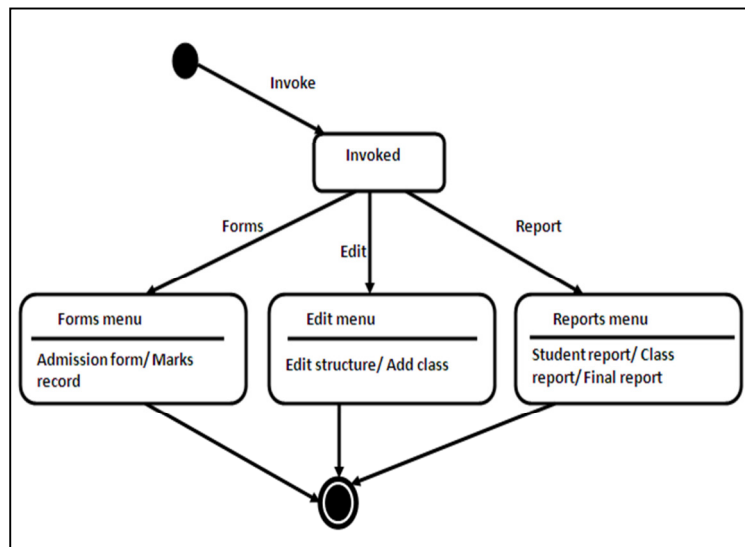 Invoke
Invoked
Forms
Edit
Report
Forms menu
Admission form/ Marks
record
Edit menu
Edit structure/ Add class
Reports menu
Student report/ Class
report/ Final report